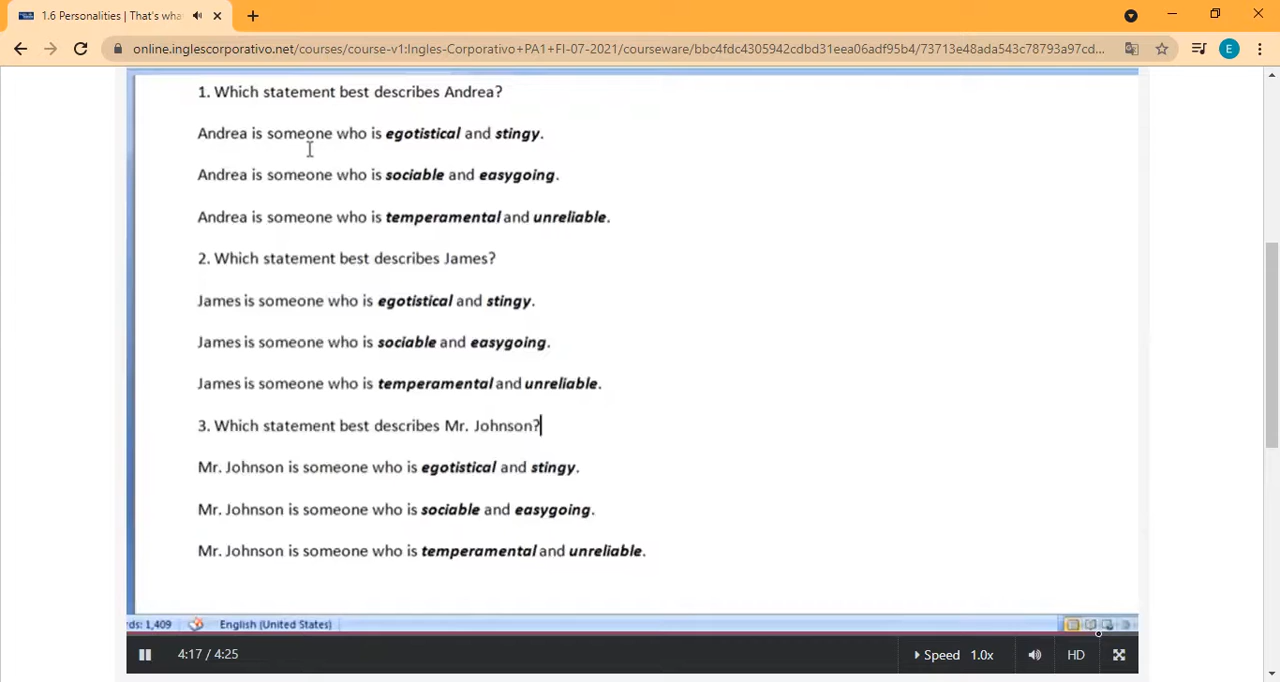 1.6 Personalities | That's wha
online.inglescorporativo.net/courses/course-v1:Ingles-Corporativo+PA1+FI-07-2021/courseware/bbc4fdc4305942cdbd31eea06adf95b4/73713e48ada543c78793a97cd...
E
1. Which statement best describes Andrea?
Andrea is someone who is egotistical and stingy.
Andrea is someone who is sociable and easygoing.
Andrea is someone who is temperamental and unreliable.
2. Which statement best describes James?
James is someone who is egotistical and stingy.
James is someone who is sociable and easygoing.
James is someone who is temperamental and unreliable.
3. Which statement best describes Mr. Johnson?
Mr. Johnson is someone who is egotistical and stingy.
Mr. Johnson is someone who is sociable and easygoing.
Mr. Johnson is someone who is temperamental and unreliable.
ds: 1,409 English (United States)
4:17 / 4:25 Speed 1.0x HD